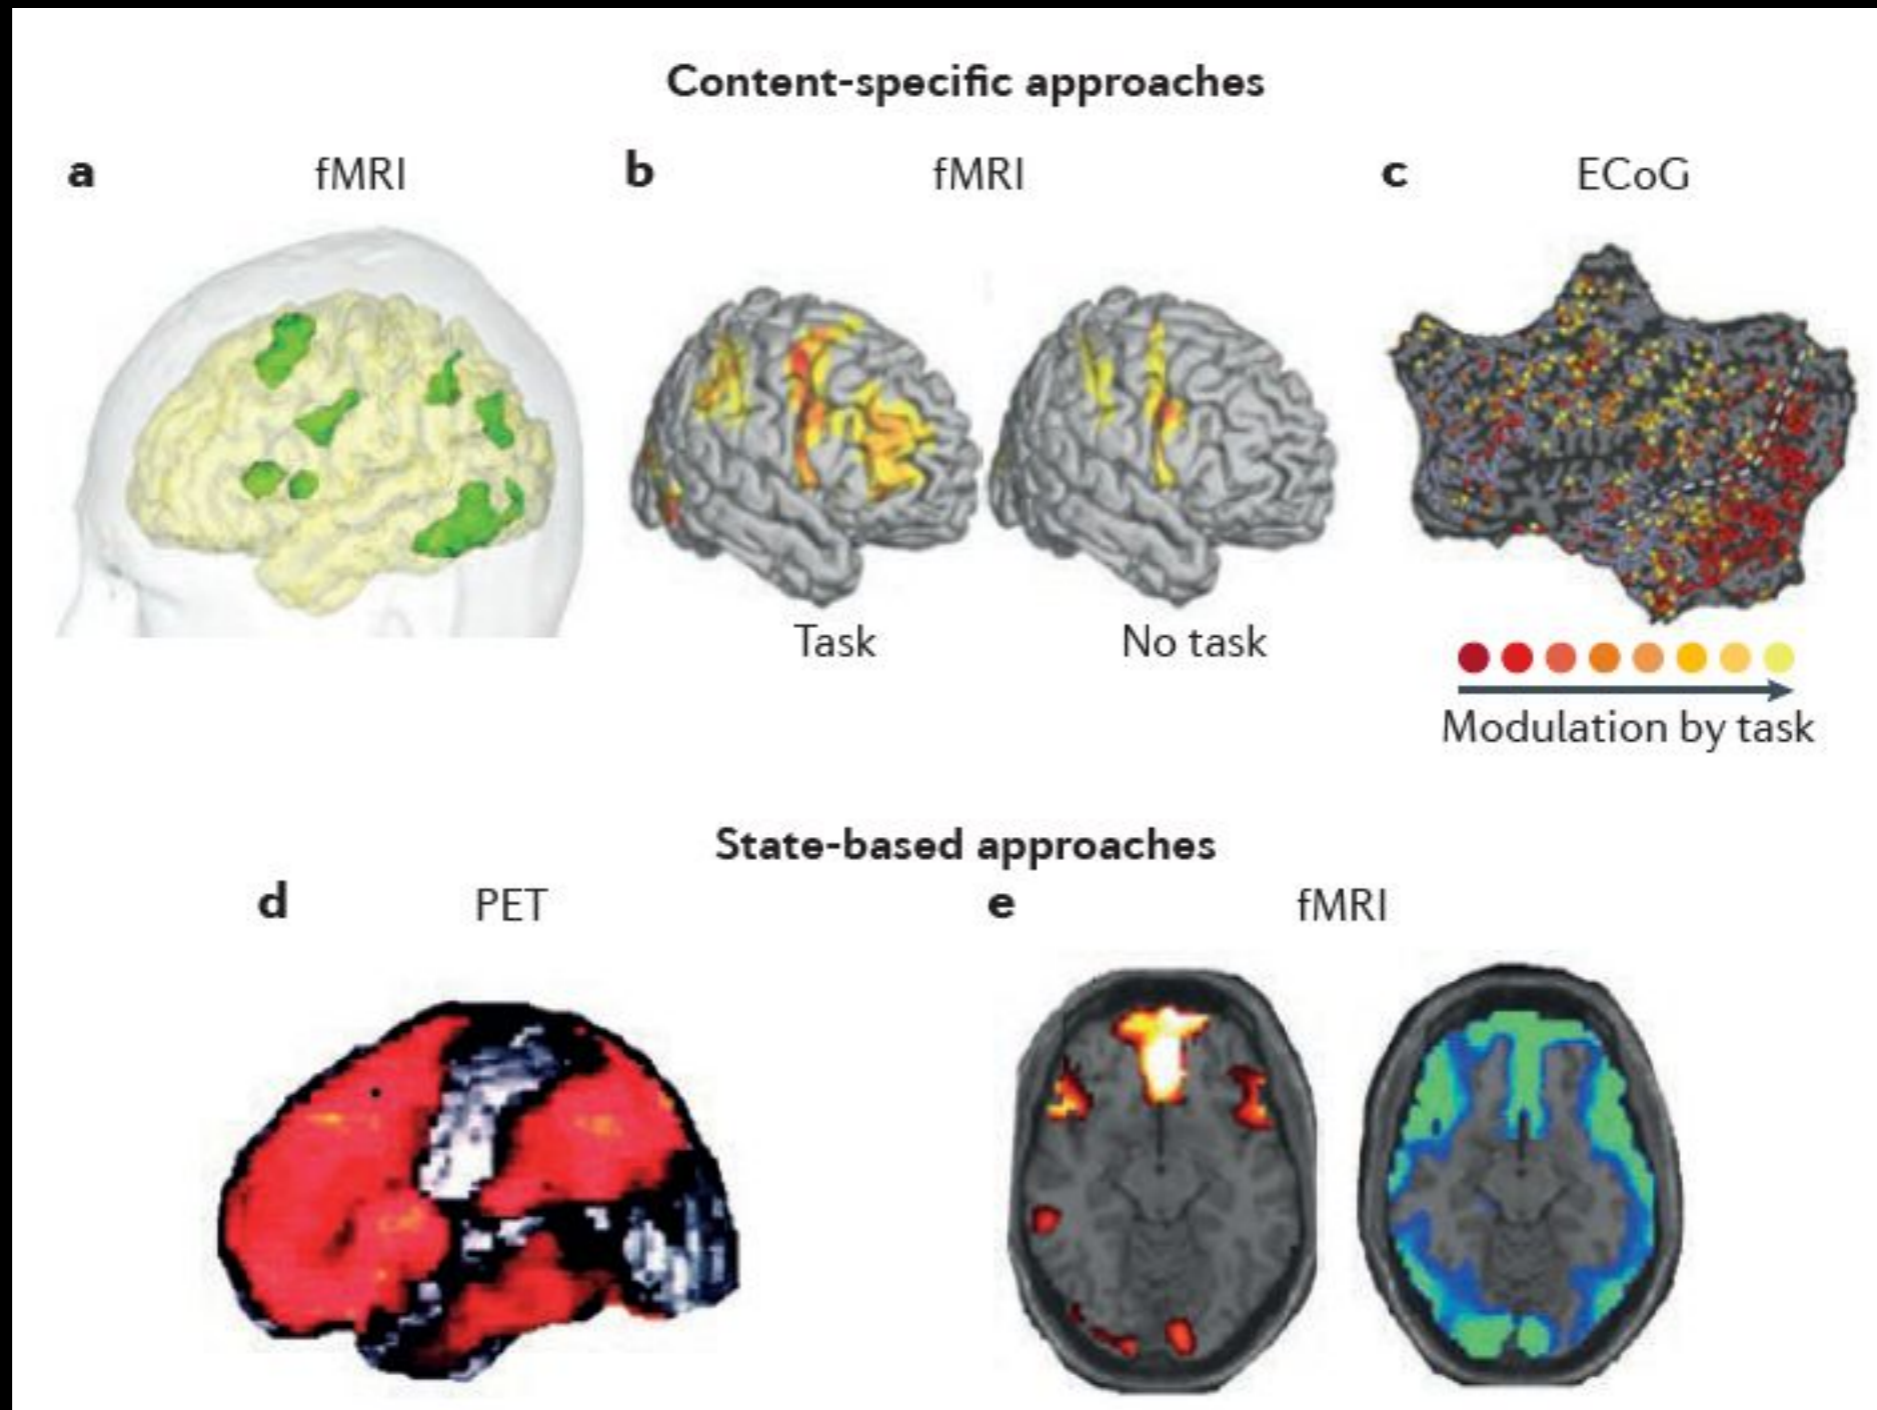 Content-specific approaches
a fMRI b fMRI c ECoG
Task No task
Modulation by task
State-based approaches
d PET e fMRI